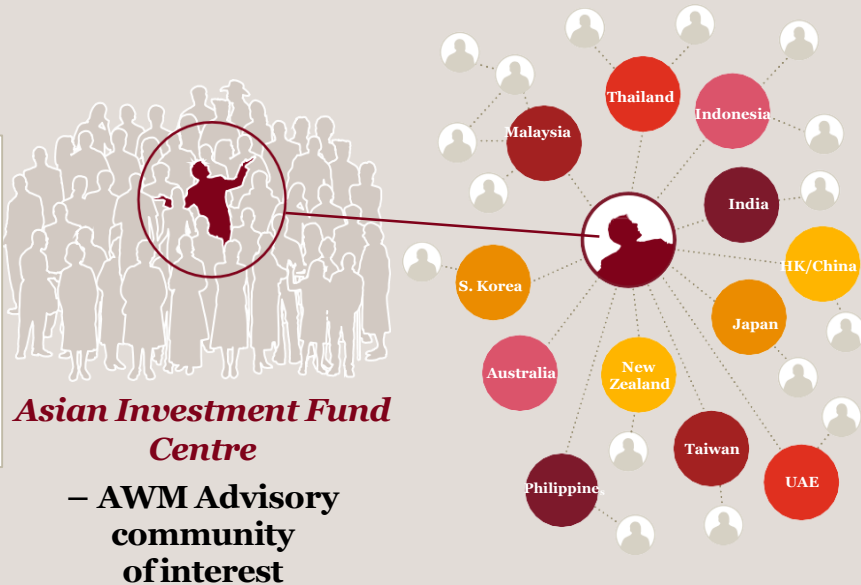 Thailand
Indonesia
Malaysia
India
HK/China
S. Korea
Japan
Australia
New
Zealand
Taiwan
UAE
Philippines
Asian Investment Fund
Centre
– AWM Advisory
community
of interest